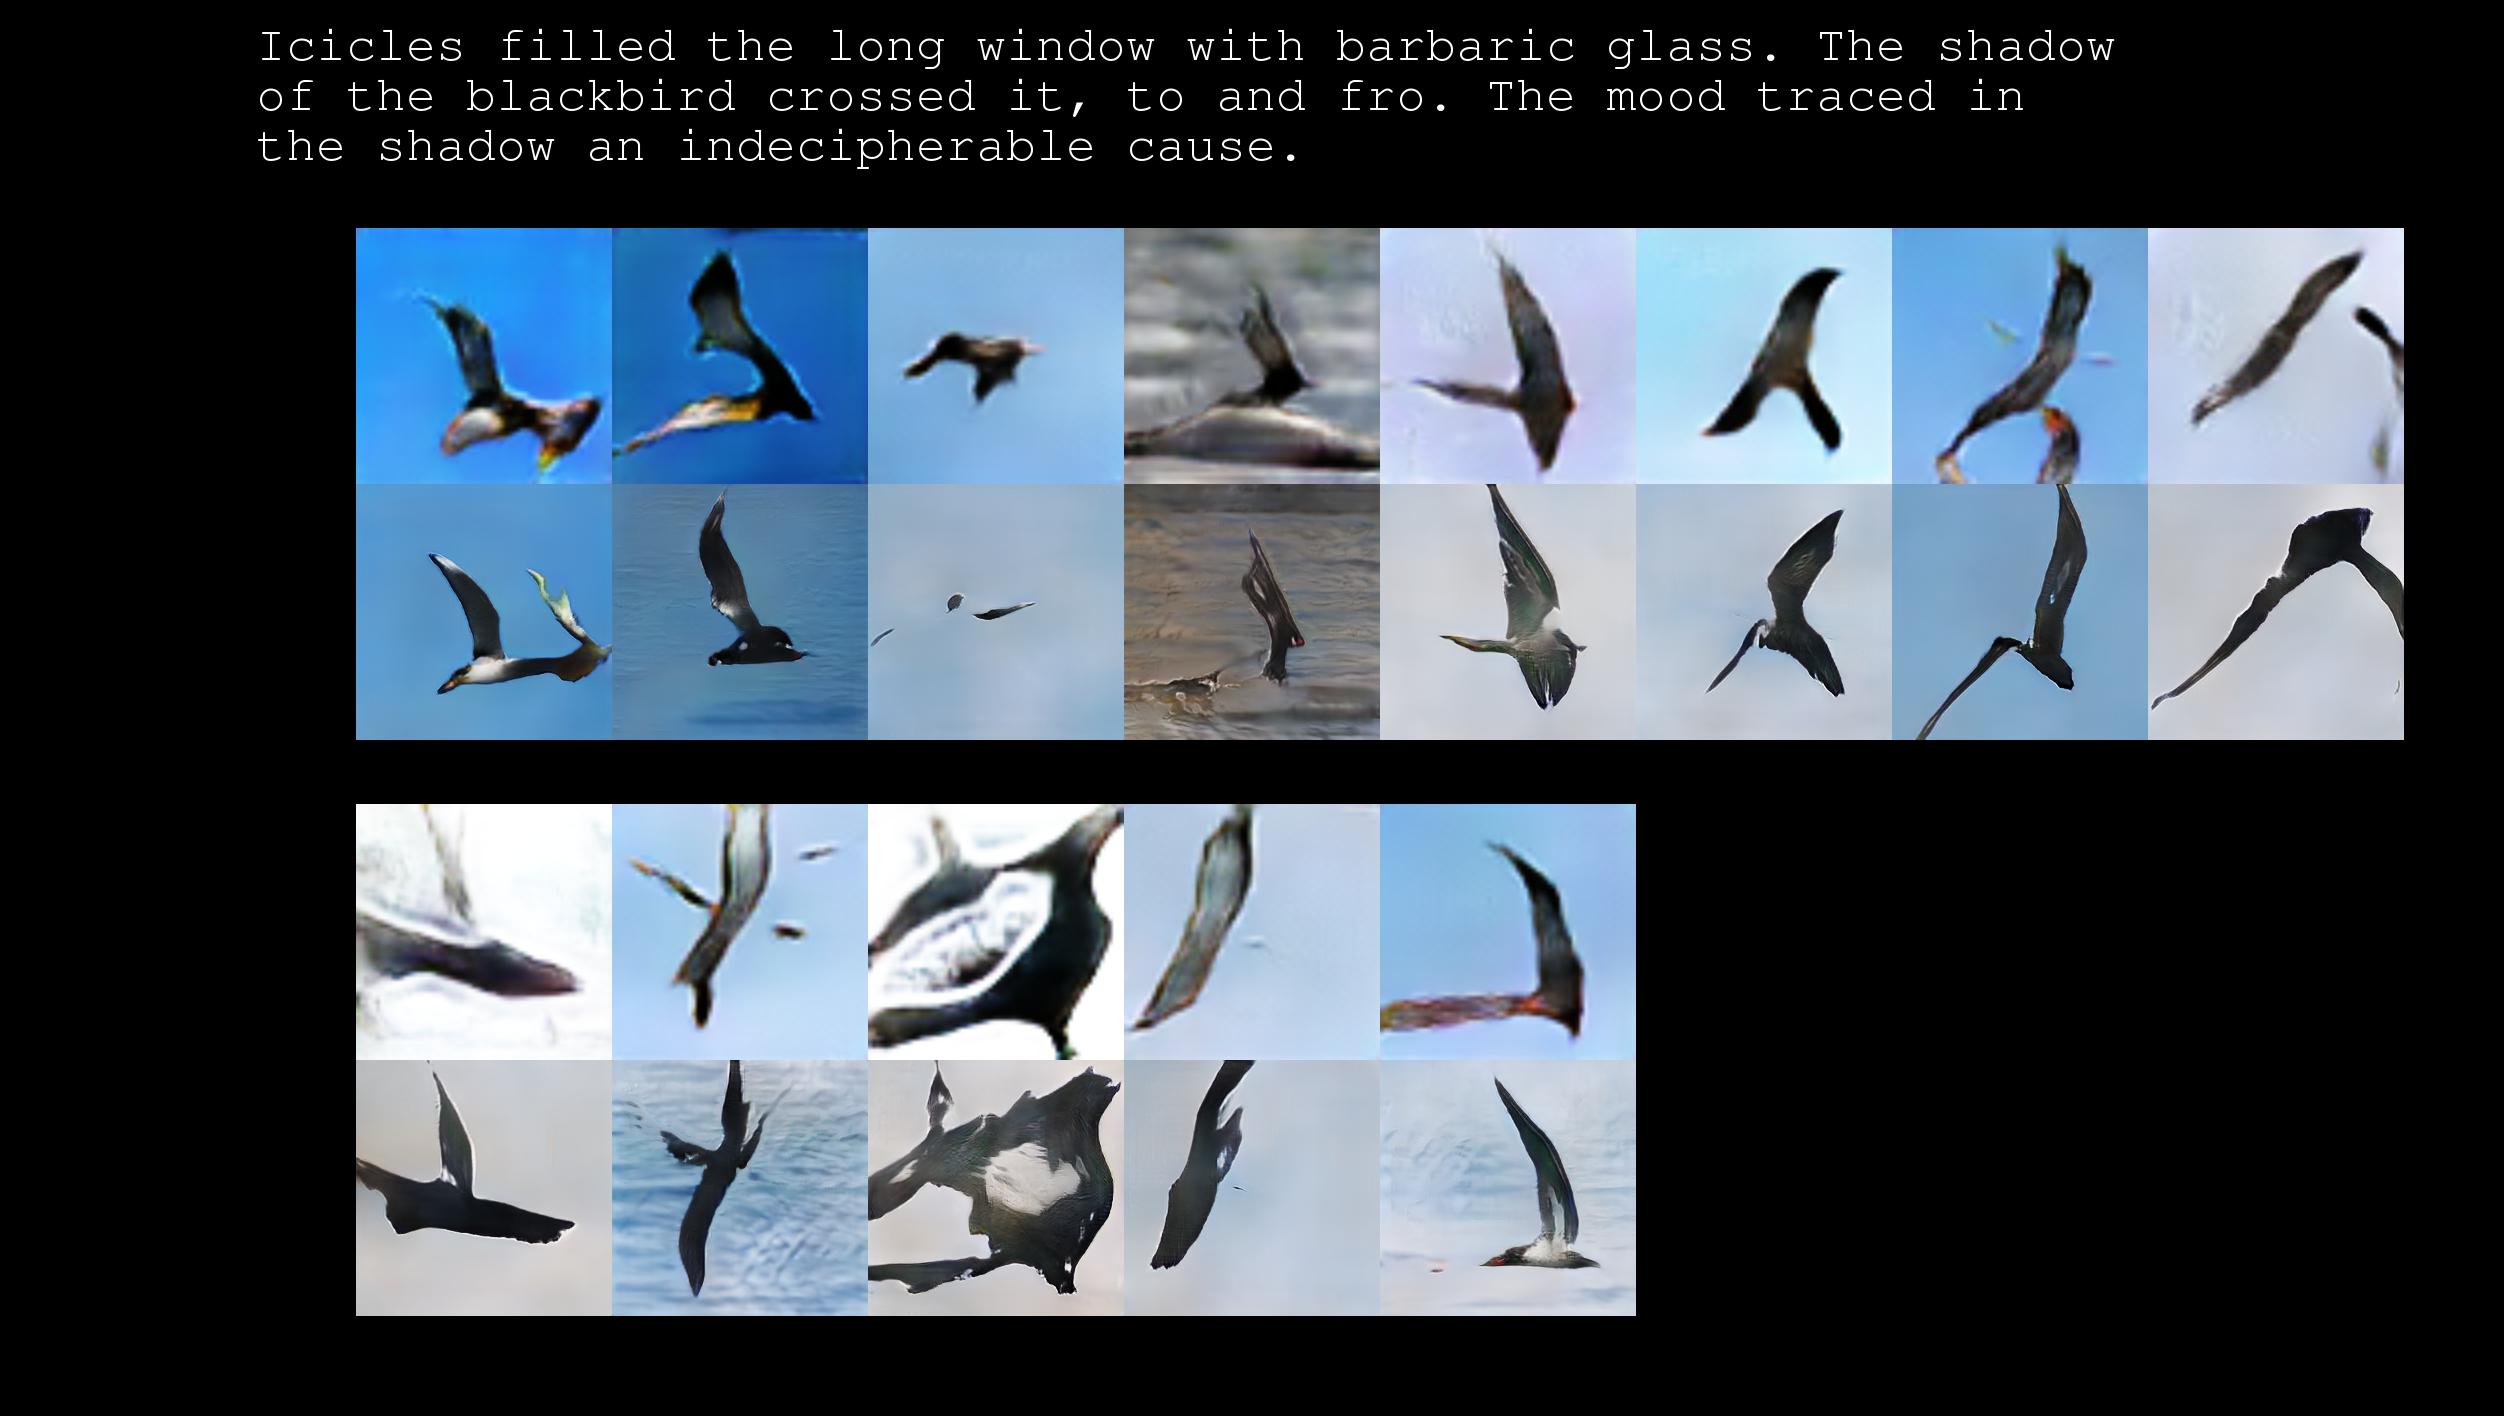 Icicles filled the long window with barbaric glass. The shadow
of the blackbird crossed it, to and fro. The mood traced in
the shadow an indecipherable cause.